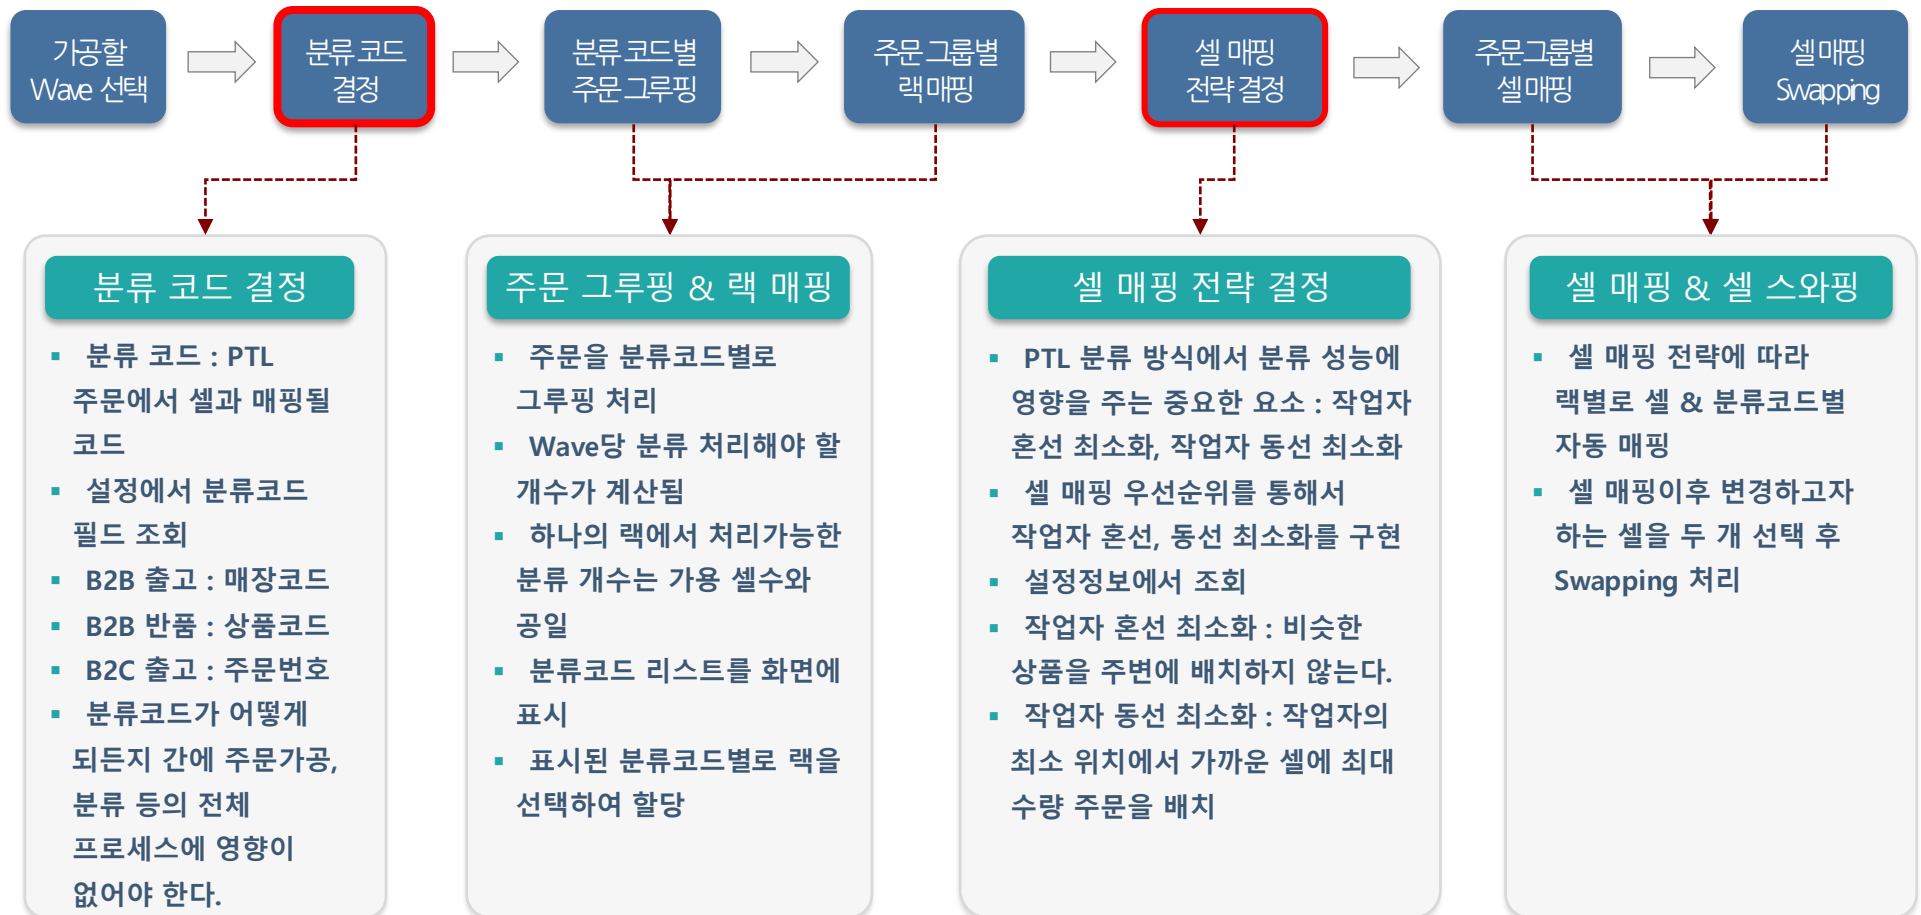 가공할
Wave 선택
분류 코드
결정
분류 코드별
주문 그루핑
주문 그룹별
랙 매핑
셀 매핑
전략 결정
주문그룹별
셀 매핑
셀 매핑
Swapping
분류 코드 결정
▪ 분류 코드 : PTL
주문에서 셀과 매핑될
코드
▪ 설정에서 분류코드
필드 조회
▪ B2B 출고 : 매장코드
▪ B2B 반품 : 상품코드
▪ B2C 출고 : 주문번호
▪ 분류코드가 어떻게
되든지 간에 주문가공,
분류 등의 전체
프로세스에 영향이
없어야 한다.
주문 그루핑 & 랙 매핑
▪ 주문을 분류코드별로
그루핑 처리
▪ Wave당 분류 처리해야 할
개수가 계산됨
▪ 하나의 랙에서 처리가능한
분류 개수는 가용 셀수와
공일
▪ 분류코드 리스트를 화면에
표시
▪ 표시된 분류코드별로 랙을
선택하여 할당
셀 매핑 전략 결정
▪ PTL 분류 방식에서 분류 성능에
영향을 주는 중요한 요소 : 작업자
혼선 최소화, 작업자 동선 최소화
▪ 셀 매핑 우선순위를 통해서
작업자 혼선, 동선 최소화를 구현
▪ 설정정보에서 조회
▪ 작업자 혼선 최소화 : 비슷한
상품을 주변에 배치하지 않는다.
▪ 작업자 동선 최소화 : 작업자의
최소 위치에서 가까운 셀에 최대
수량 주문을 배치
셀 매핑 & 셀 스와핑
▪ 셀 매핑 전략에 따라
랙별로 셀 & 분류코드별
자동 매핑
▪ 셀 매핑이후 변경하고자
하는 셀을 두 개 선택 후
Swapping 처리